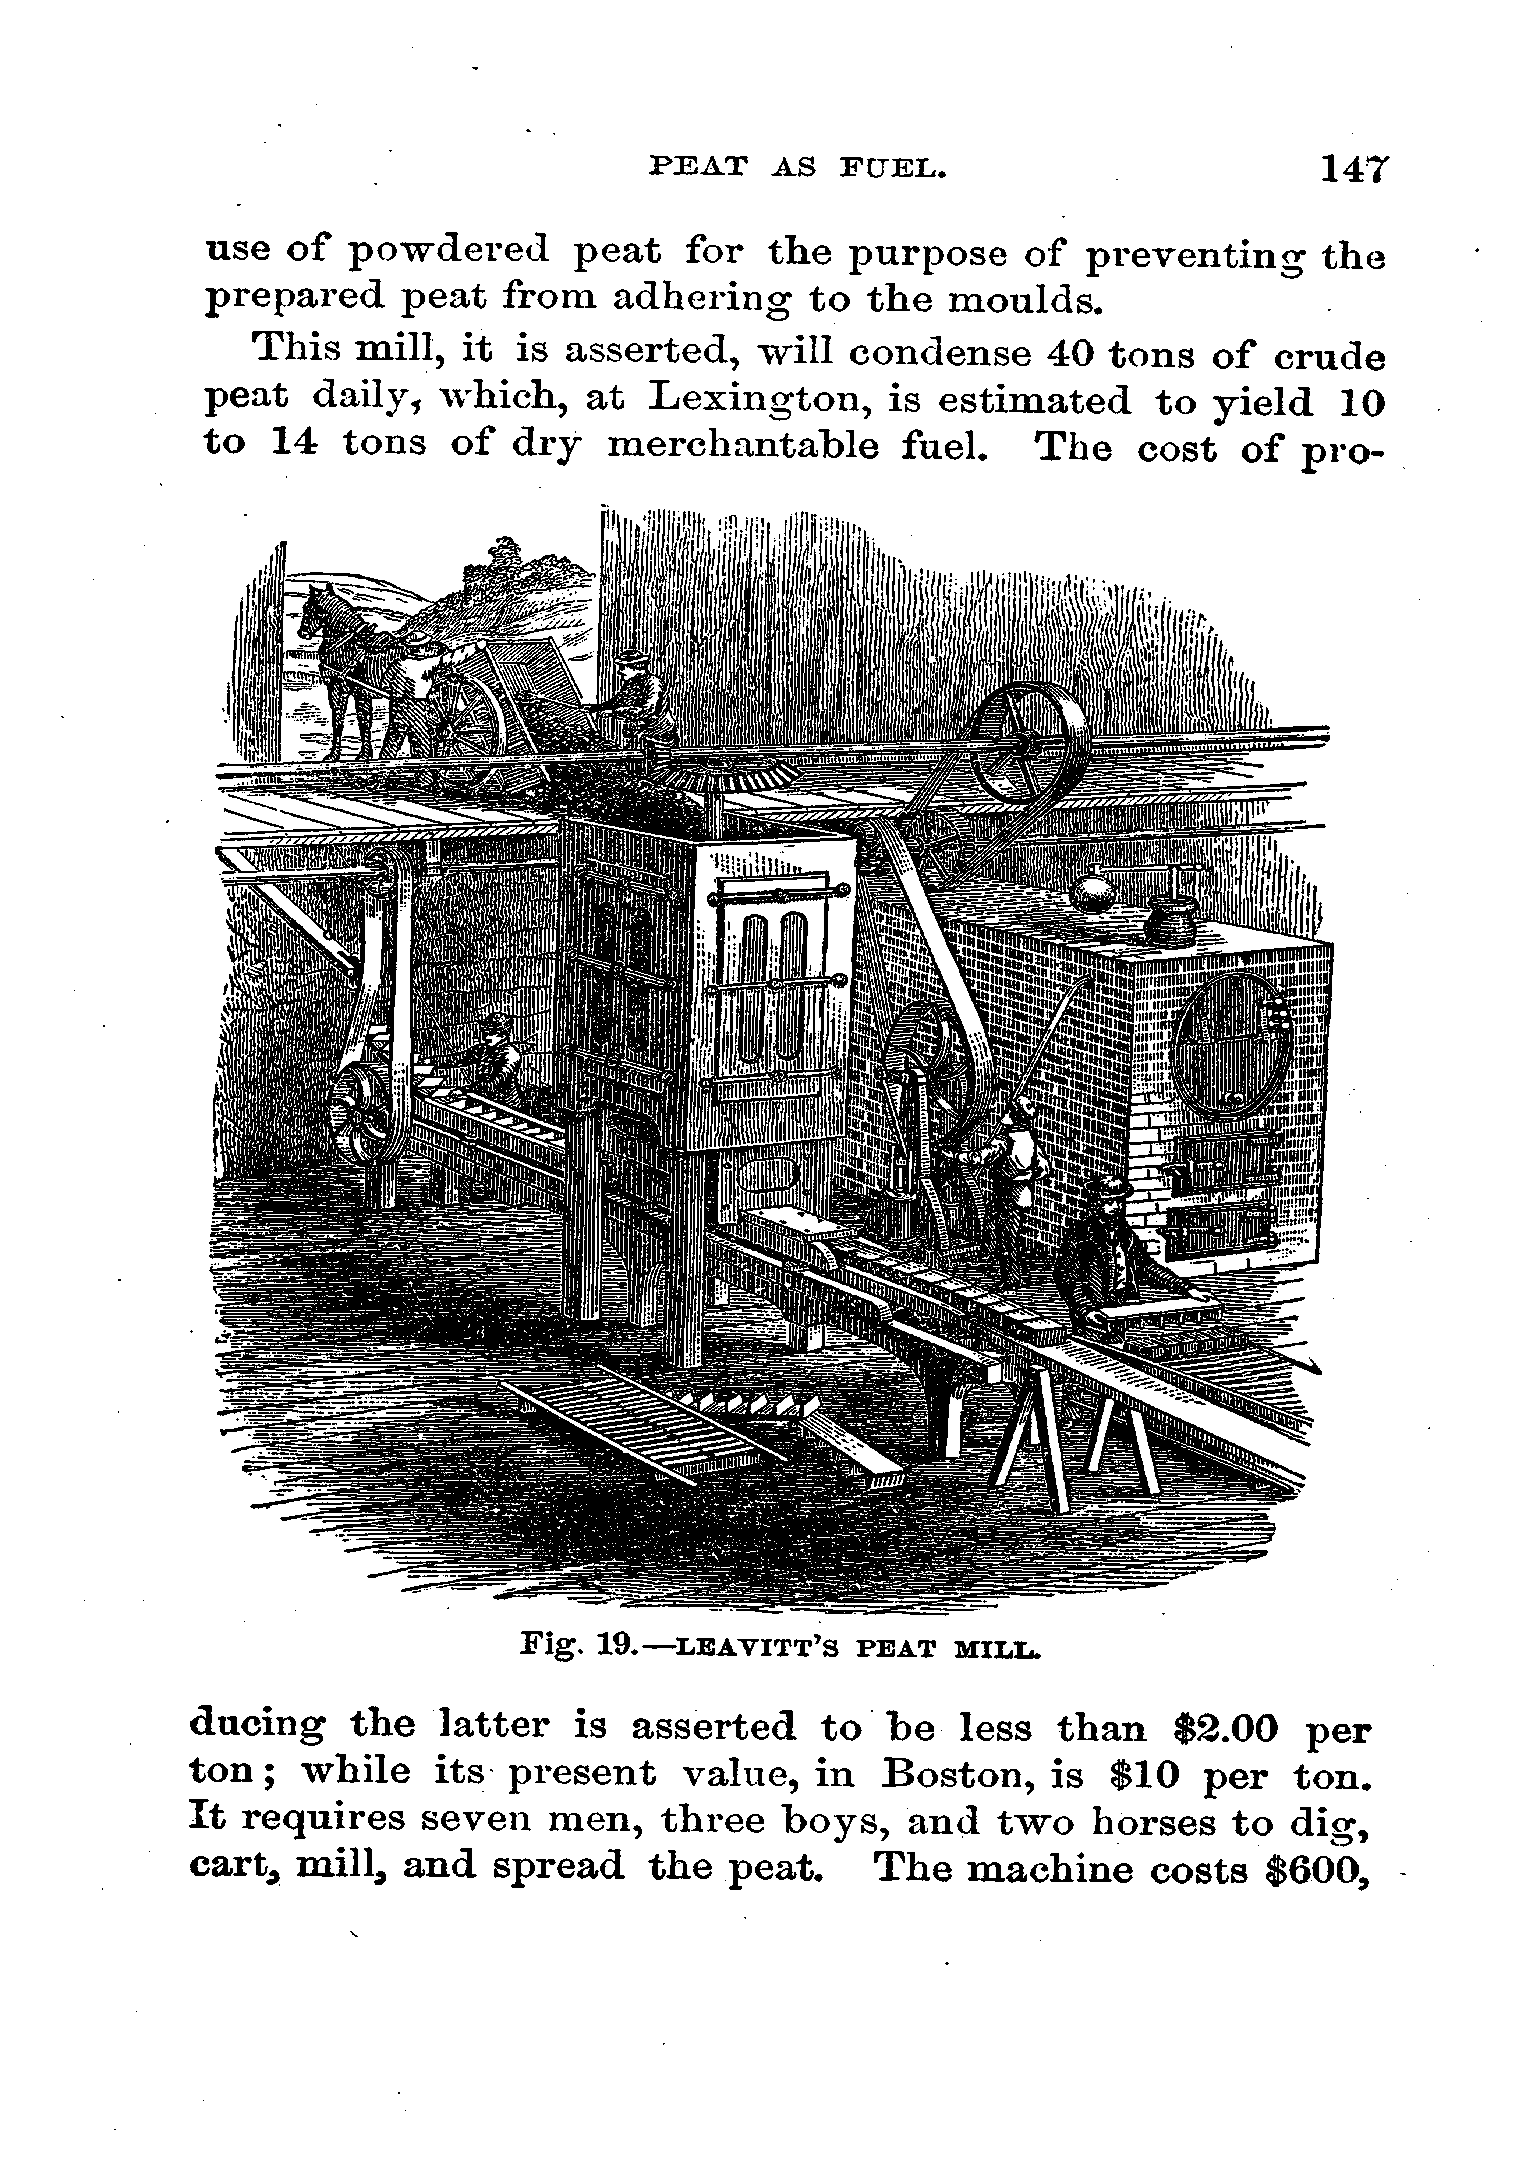 PEAT AS FUEL. 147
use of powdered peat for the purpose of preventing the
prepared peat from adhering to the moulds.
This mill, it is asserted, will condense 40 tons of crude
peat daily, which, at Lexington, is estimated to yield 10
to 14 tons of dry merchantable fuel. The cost of pro-
Fig. 19.—LEAVITT'S PEAT MILL.
ducing the latter is asserted to be less than $2.00 per
ton; while its present value, in Boston, is $10 per ton.
It requires seven men, three boys, and two horses to dig,
cart, mill, and spread the peat. The machine costs $600,